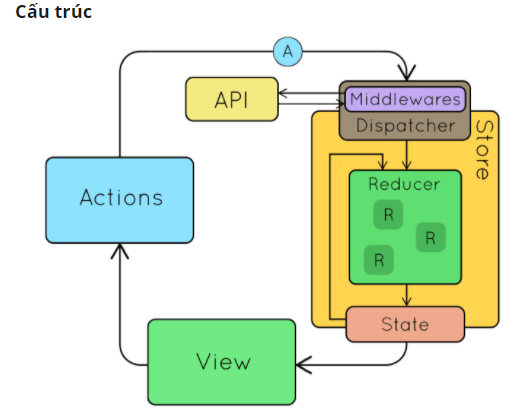 Cấu trúc
A
API
Middlewares
Dispatcher
Store
Actions
Reducer
R
R
R
State
View